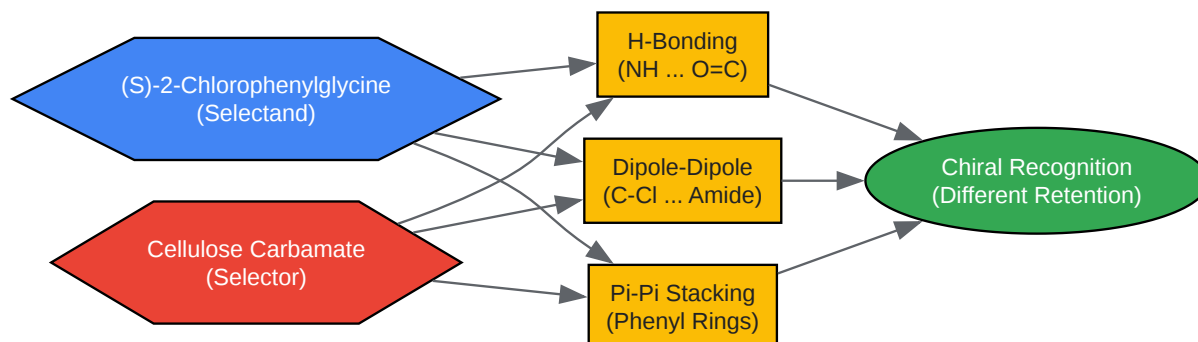 (S)-2-Chlorophenylglycine
(Selectand)
Cellulose Carbamate
(Selector)
H-Bonding
(NH ... O=C)
Dipole-Dipole
(C-Cl ... Amide)
Pi-Pi Stacking
(Phenyl Rings)
Chiral Recognition
(Different Retention)